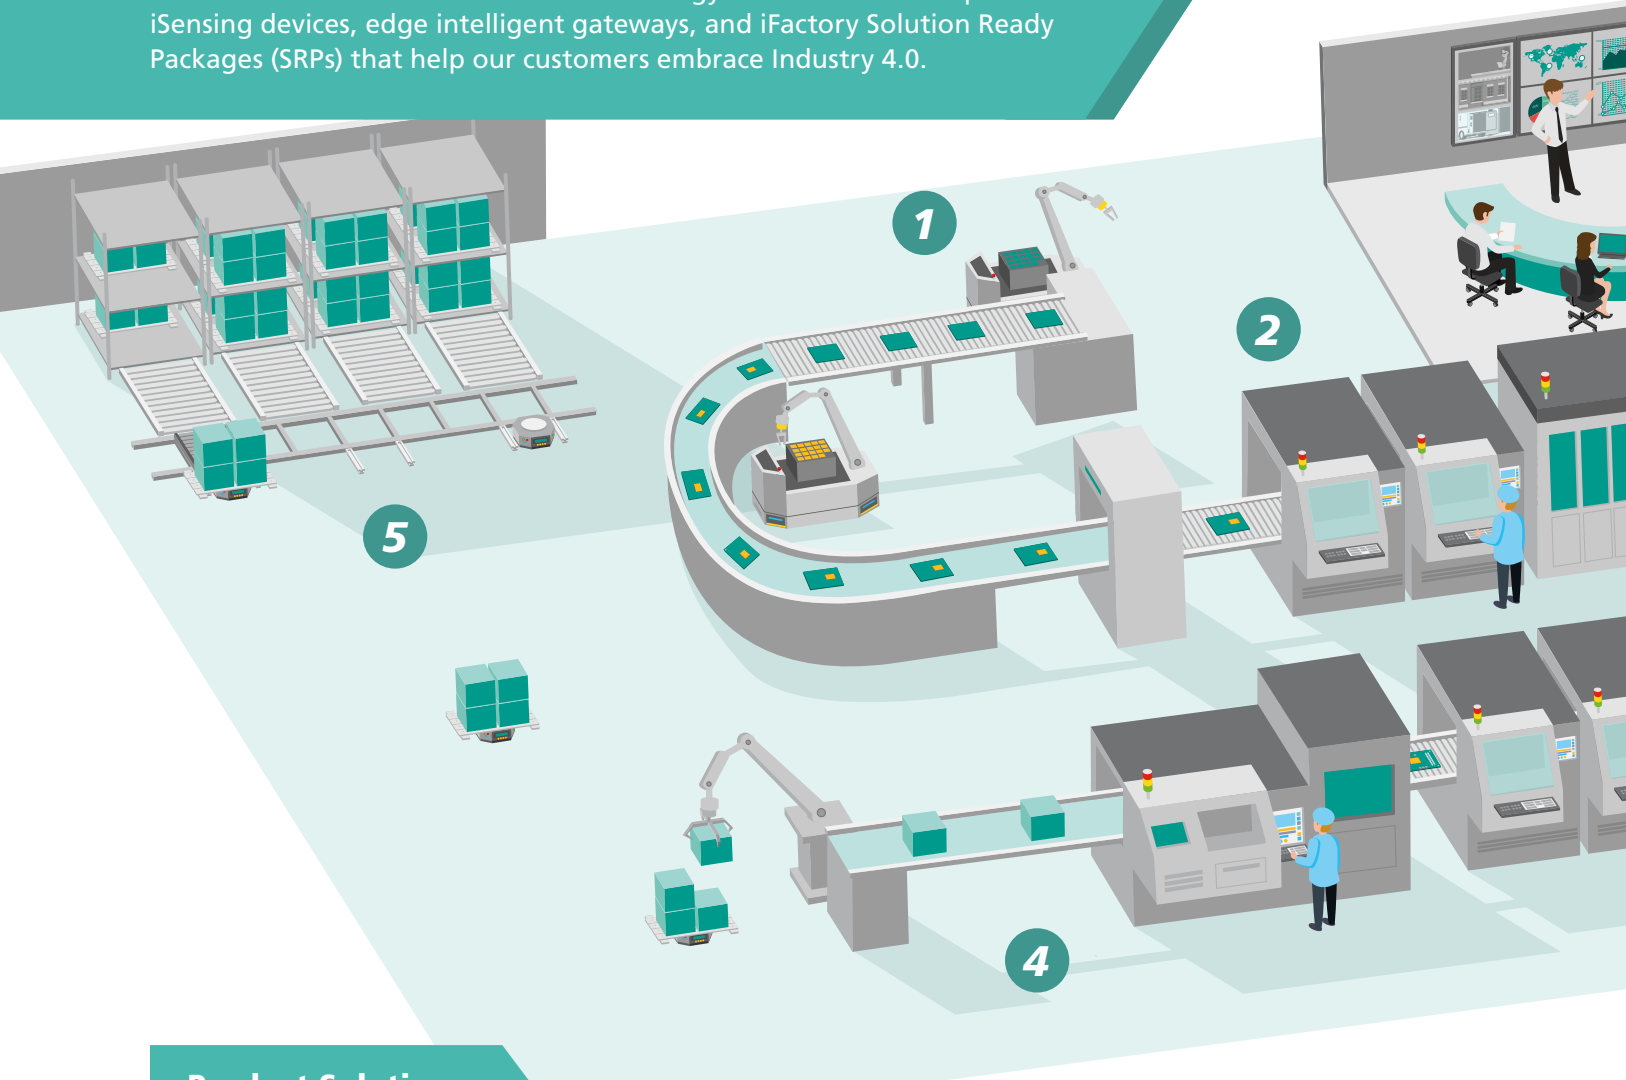 iSensing devices, edge intelligent gateways, and iFactory Solution Ready
Packages (SRPs) that help our customers embrace Industry 4.0.
1
2
5
4